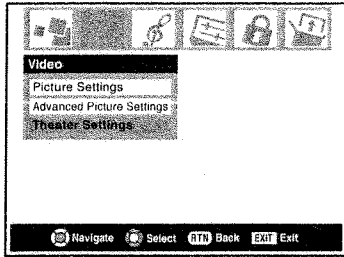 Video
Picture Settings
Advanced Picture Settings
Theater Settings
Navigate Select RTN Back EXIT Exit